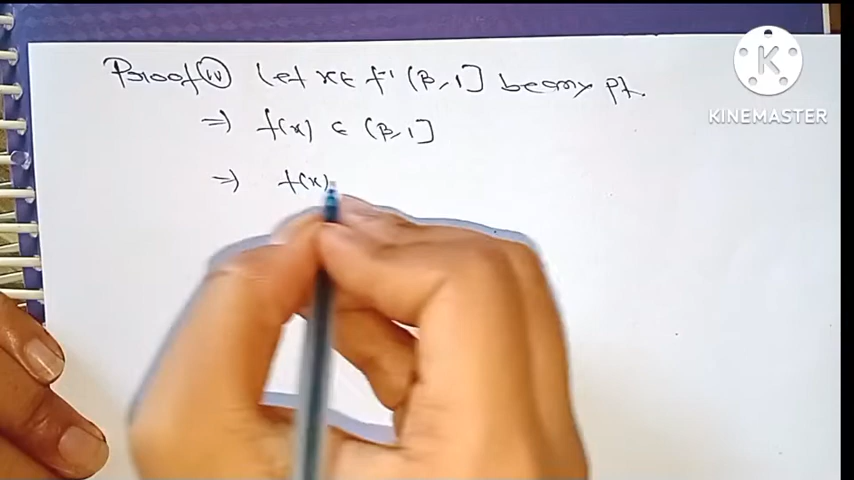 Proof (iv) Let x ∈ f⁻¹ (β, 1] be any pt.
⇒ f(x) ∈ (β, 1]
⇒ f(x)
KINEMASTER